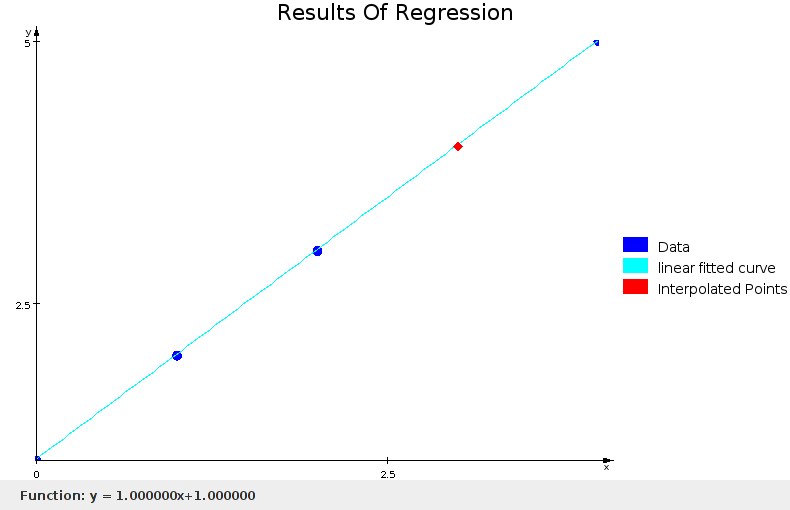 Results Of Regression
y
5
2.5
0
2.5
x
Data
linear fitted curve
Interpolated Points
Function: y = 1.000000x+1.000000